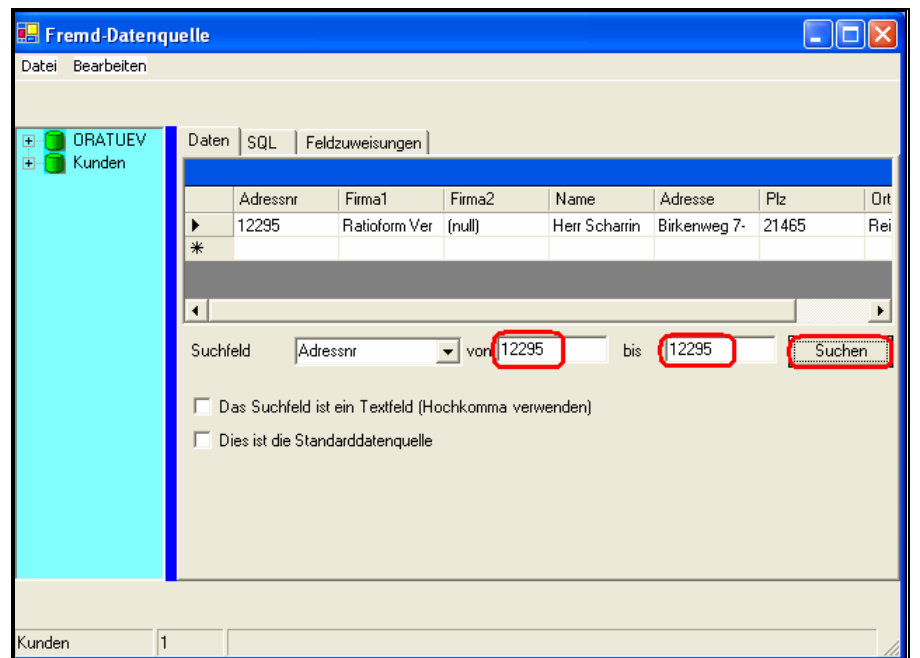 Fremd-Datenquelle
Datei Bearbeiten
ORATUEV
Kunden
Daten SQL Feldzuweisungen
Adressnr Firma1 Firma2 Name Adresse Plz Ort
12295 Ratioform Ver (null) Herr Scharrin Birkenweg 7- 21465 Rei
Suchfeld Adressnr von 12295 bis 12295 Suchen
Das Suchfeld ist ein Textfeld (Hochkomma verwenden)
Dies ist die Standarddatenquelle
Kunden 1